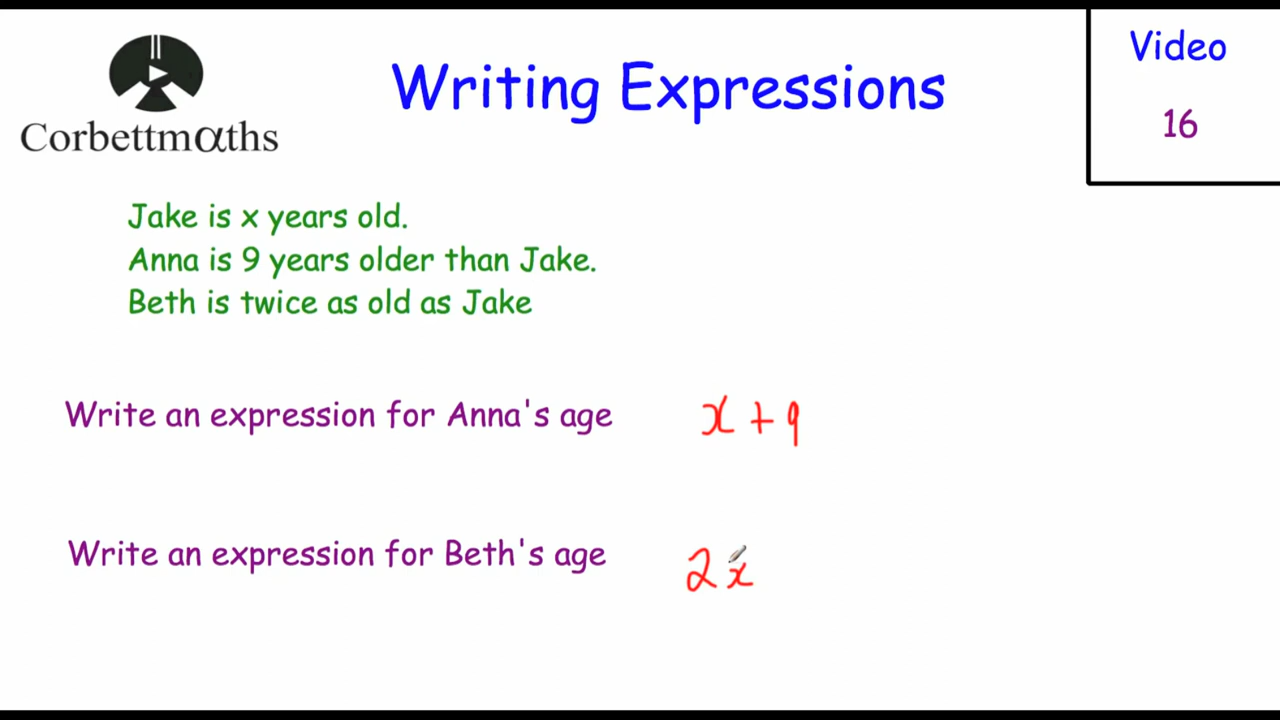 Corbettmαths
Writing Expressions
Video
16
Jake is x years old.
Anna is 9 years older than Jake.
Beth is twice as old as Jake
Write an expression for Anna's age
x + 9
Write an expression for Beth's age
2x